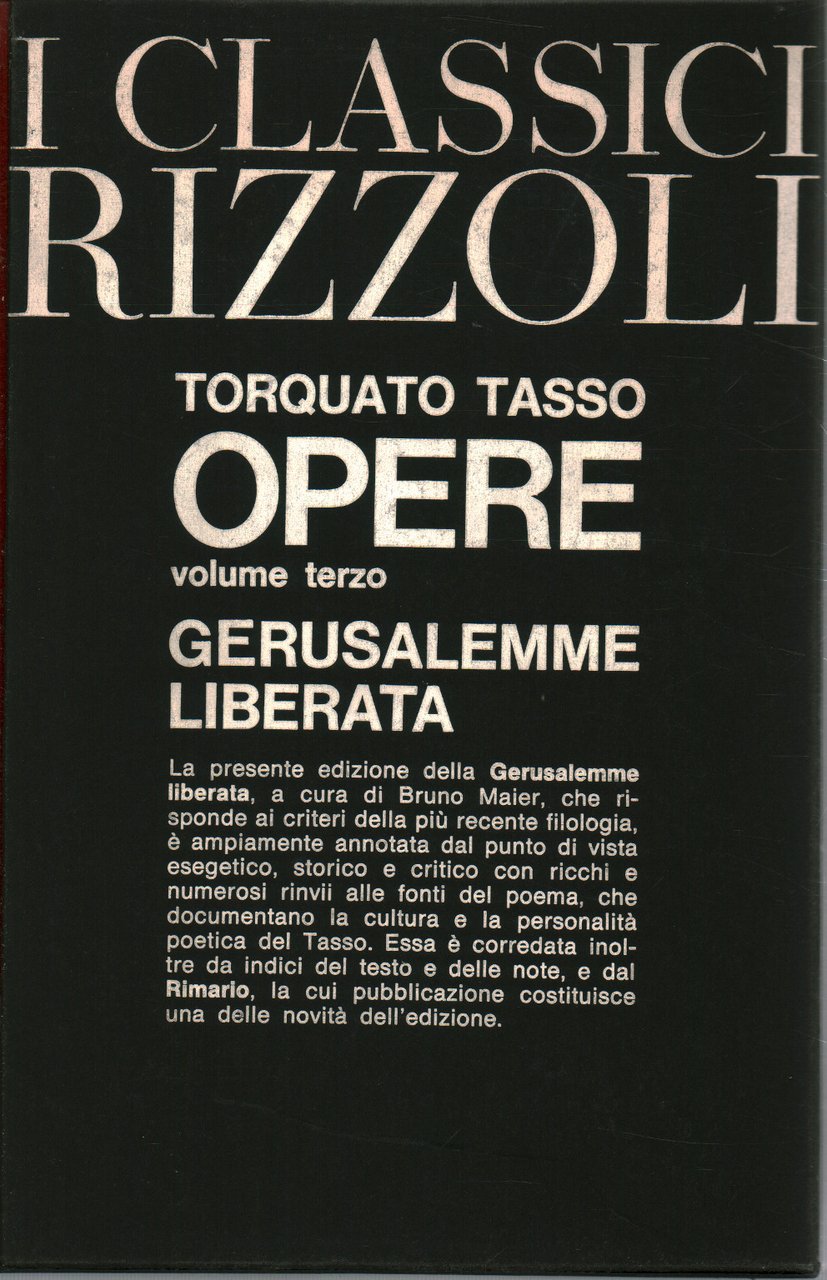 I CLASSICI
RIZZOLI
TORQUATO TASSO
OPERE
volume terzo
GERUSALEMME
LIBERATA
La presente edizione della Gerusalemme
liberata, a cura di Bruno Maier, che ri-
sponde ai criteri della più recente filologia,
è ampiamente annotata dal punto di vista
esegetico, storico e critico con ricchi e
numerosi rinvii alle fonti del poema, che
documentano la cultura e la personalità
poetica del Tasso. Essa è corredata inol-
tre da indici del testo e delle note, e dal
Rimario, la cui pubblicazione costituisce
una delle novità dell'edizione.